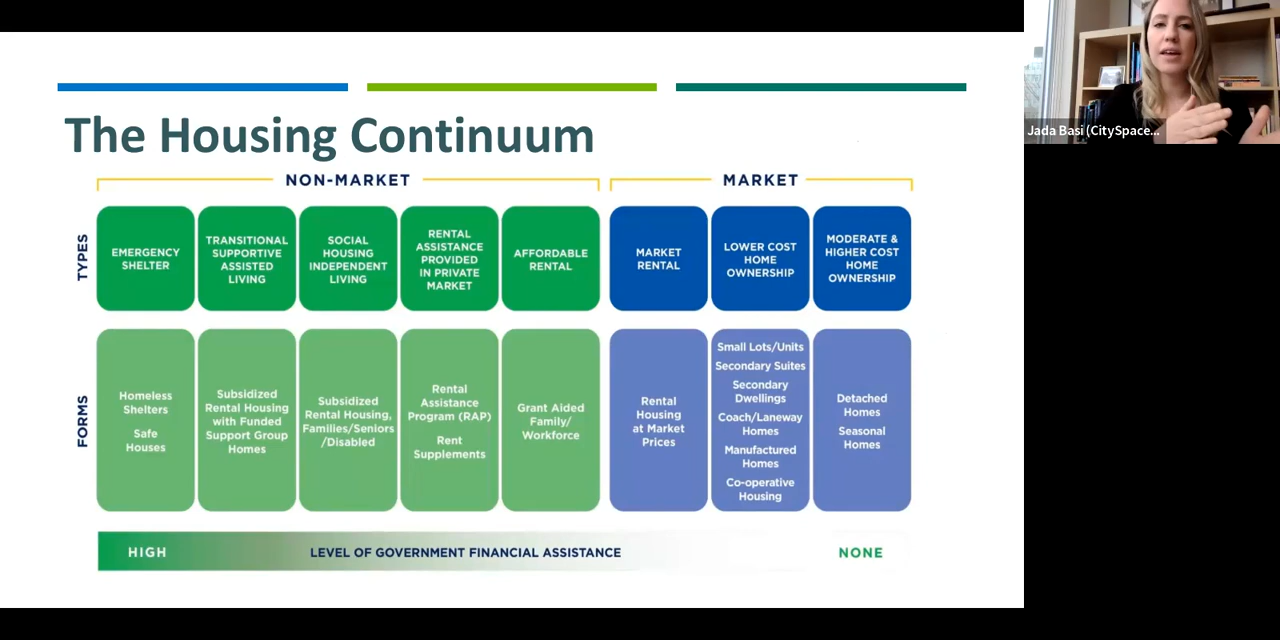 Jada Basi (CitySpace...
The Housing Continuum
NON-MARKET
MARKET
TYPES
EMERGENCY
SHELTER
TRANSITIONAL
SUPPORTIVE
ASSISTED
LIVING
SOCIAL
HOUSING
INDEPENDENT
LIVING
RENTAL
ASSISTANCE
PROVIDED
IN PRIVATE
MARKET
AFFORDABLE
RENTAL
MARKET
RENTAL
LOWER COST
HOME
OWNERSHIP
MODERATE &
HIGHER COST
HOME
OWNERSHIP
FORMS
Homeless
Shelters
Safe
Houses
Subsidized
Rental Housing
with Funded
Support Group
Homes
Subsidized
Rental Housing,
Families/Seniors
/Disabled
Rental
Assistance
Program (RAP)
Rent
Supplements
Grant Aided
Family/
Workforce
Rental
Housing
at Market
Prices
Small Lots/Units
Secondary Suites
Secondary
Dwellings
Coach/Laneway
Homes
Manufactured
Homes
Co-operative
Housing
Detached
Homes
Seasonal
Homes
HIGH
LEVEL OF GOVERNMENT FINANCIAL ASSISTANCE
NONE